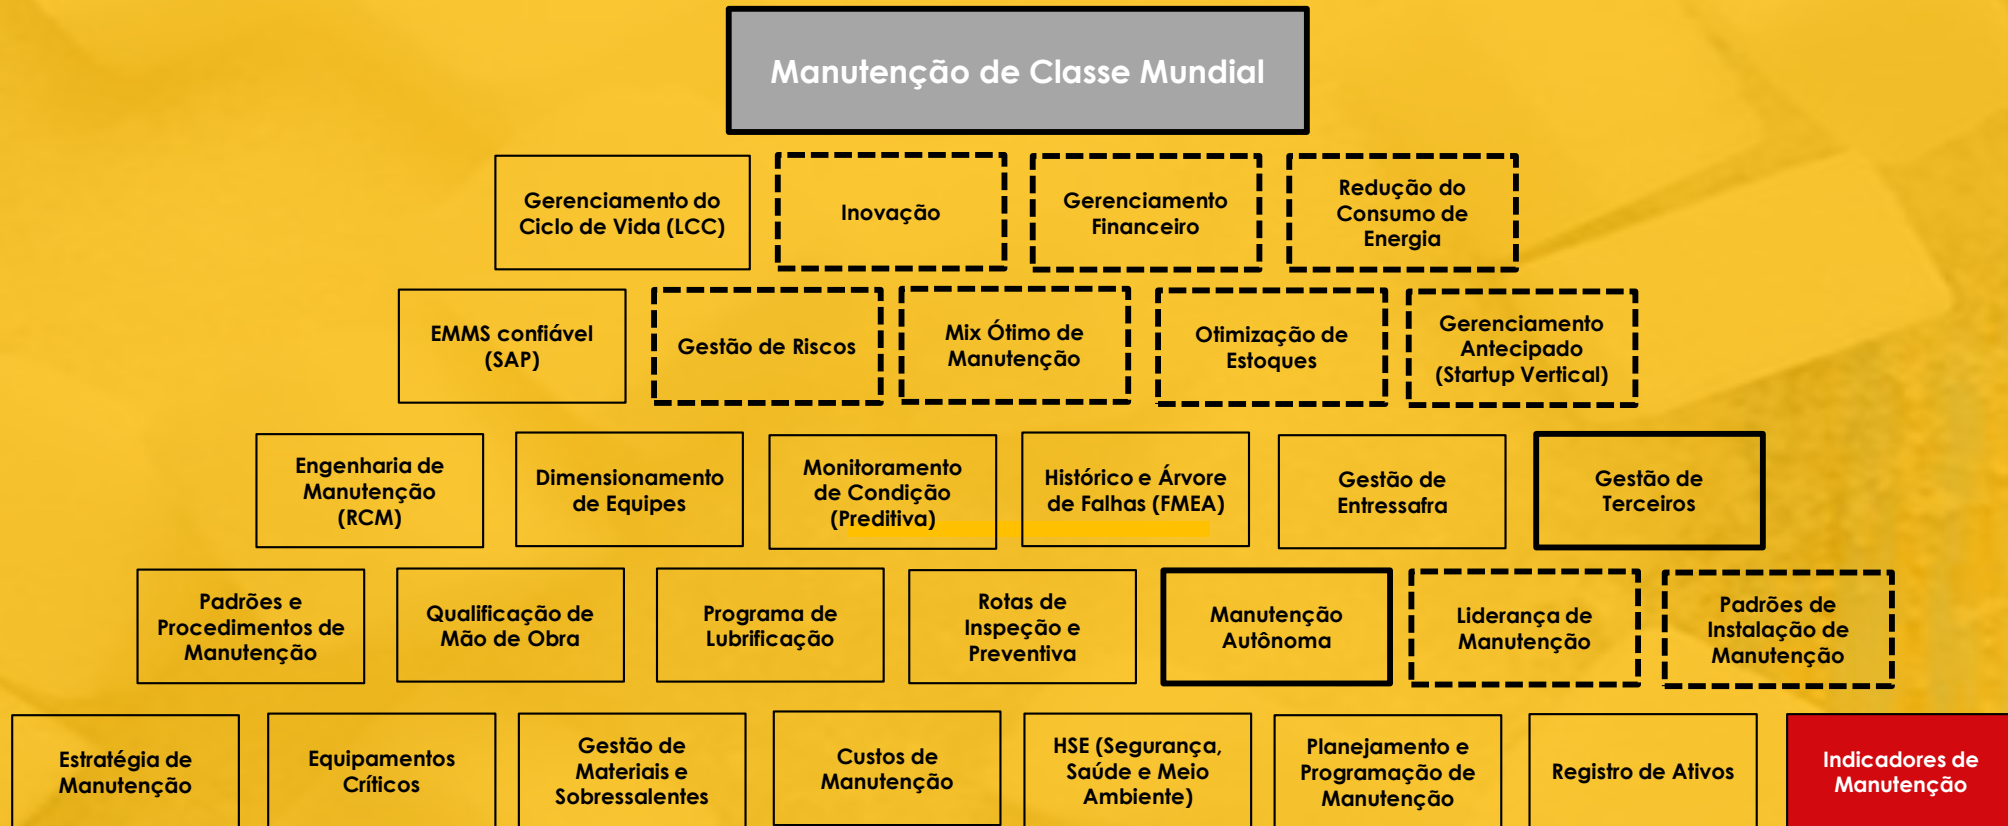 Manutenção de Classe Mundial
Gerenciamento do
Ciclo de Vida (LCC)
Inovação
Gerenciamento
Financeiro
Redução do
Consumo de
Energia
EMMS confiável
(SAP)
Gestão de Riscos
Mix Ótimo de
Manutenção
Otimização de
Estoques
Gerenciamento
Antecipado
(Startup Vertical)
Engenharia de
Manutenção
(RCM)
Dimensionamento
de Equipes
Monitoramento
de Condição
(Preditiva)
Histórico e Árvore
de Falhas (FMEA)
Gestão de
Entressafra
Gestão de
Terceiros
Padrões e
Procedimentos de
Manutenção
Qualificação de
Mão de Obra
Programa de
Lubrificação
Rotas de
Inspeção e
Preventiva
Manutenção
Autônoma
Liderança de
Manutenção
Padrões de
Instalação de
Manutenção
Estratégia de
Manutenção
Equipamentos
Críticos
Gestão de
Materiais e
Sobressalentes
Custos de
Manutenção
HSE (Segurança,
Saúde e Meio
Ambiente)
Planejamento e
Programação de
Manutenção
Registro de Ativos
Indicadores de
Manutenção